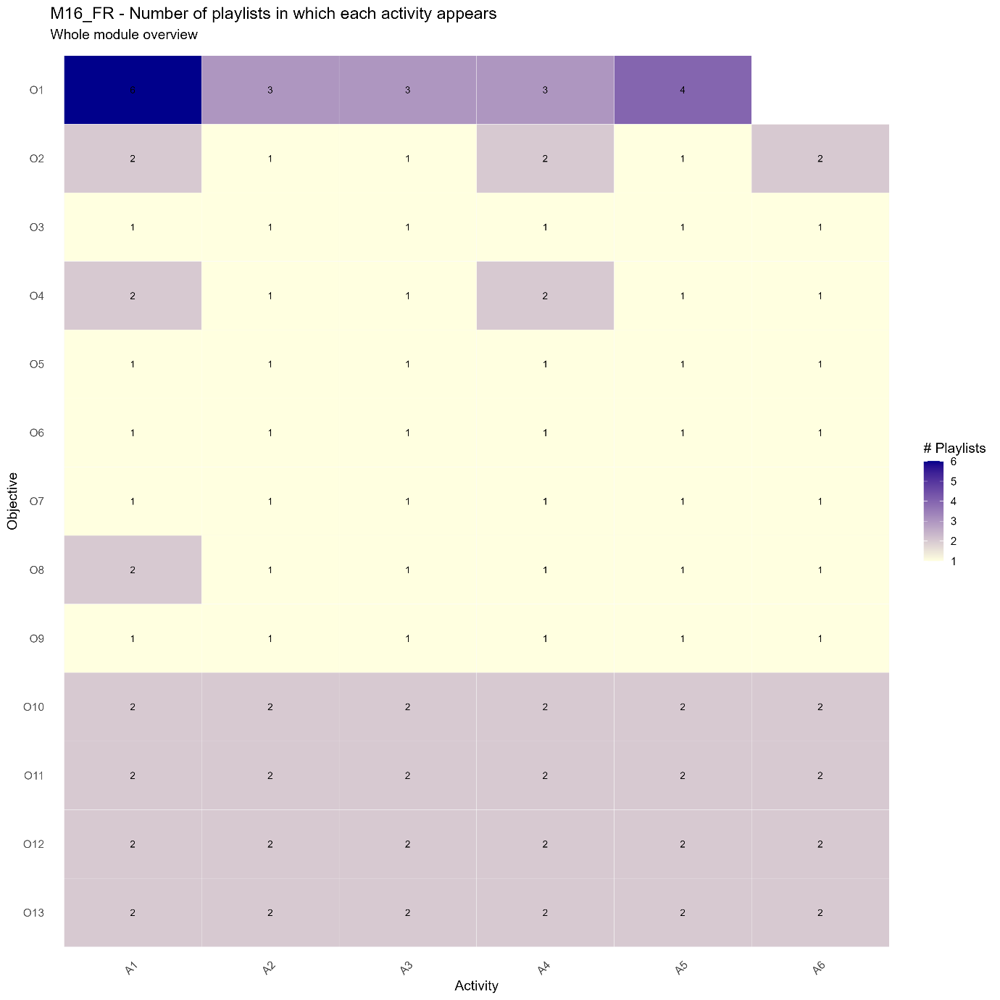 M16_FR - Number of playlists in which each activity appears
Whole module overview
O1 6 3 3 3 4
O2 2 1 1 2 1 2
O3 1 1 1 1 1 1
O4 2 1 1 2 1 1
O5 1 1 1 1 1 1
O6 1 1 1 1 1 1
O7 1 1 1 1 1 1
O8 2 1 1 1 1 1
O9 1 1 1 1 1 1
O10 2 2 2 2 2 2
O11 2 2 2 2 2 2
O12 2 2 2 2 2 2
O13 2 2 2 2 2 2
A1 A2 A3 A4 A5 A6
Activity
Objective
# Playlists
6
5
4
3
2
1